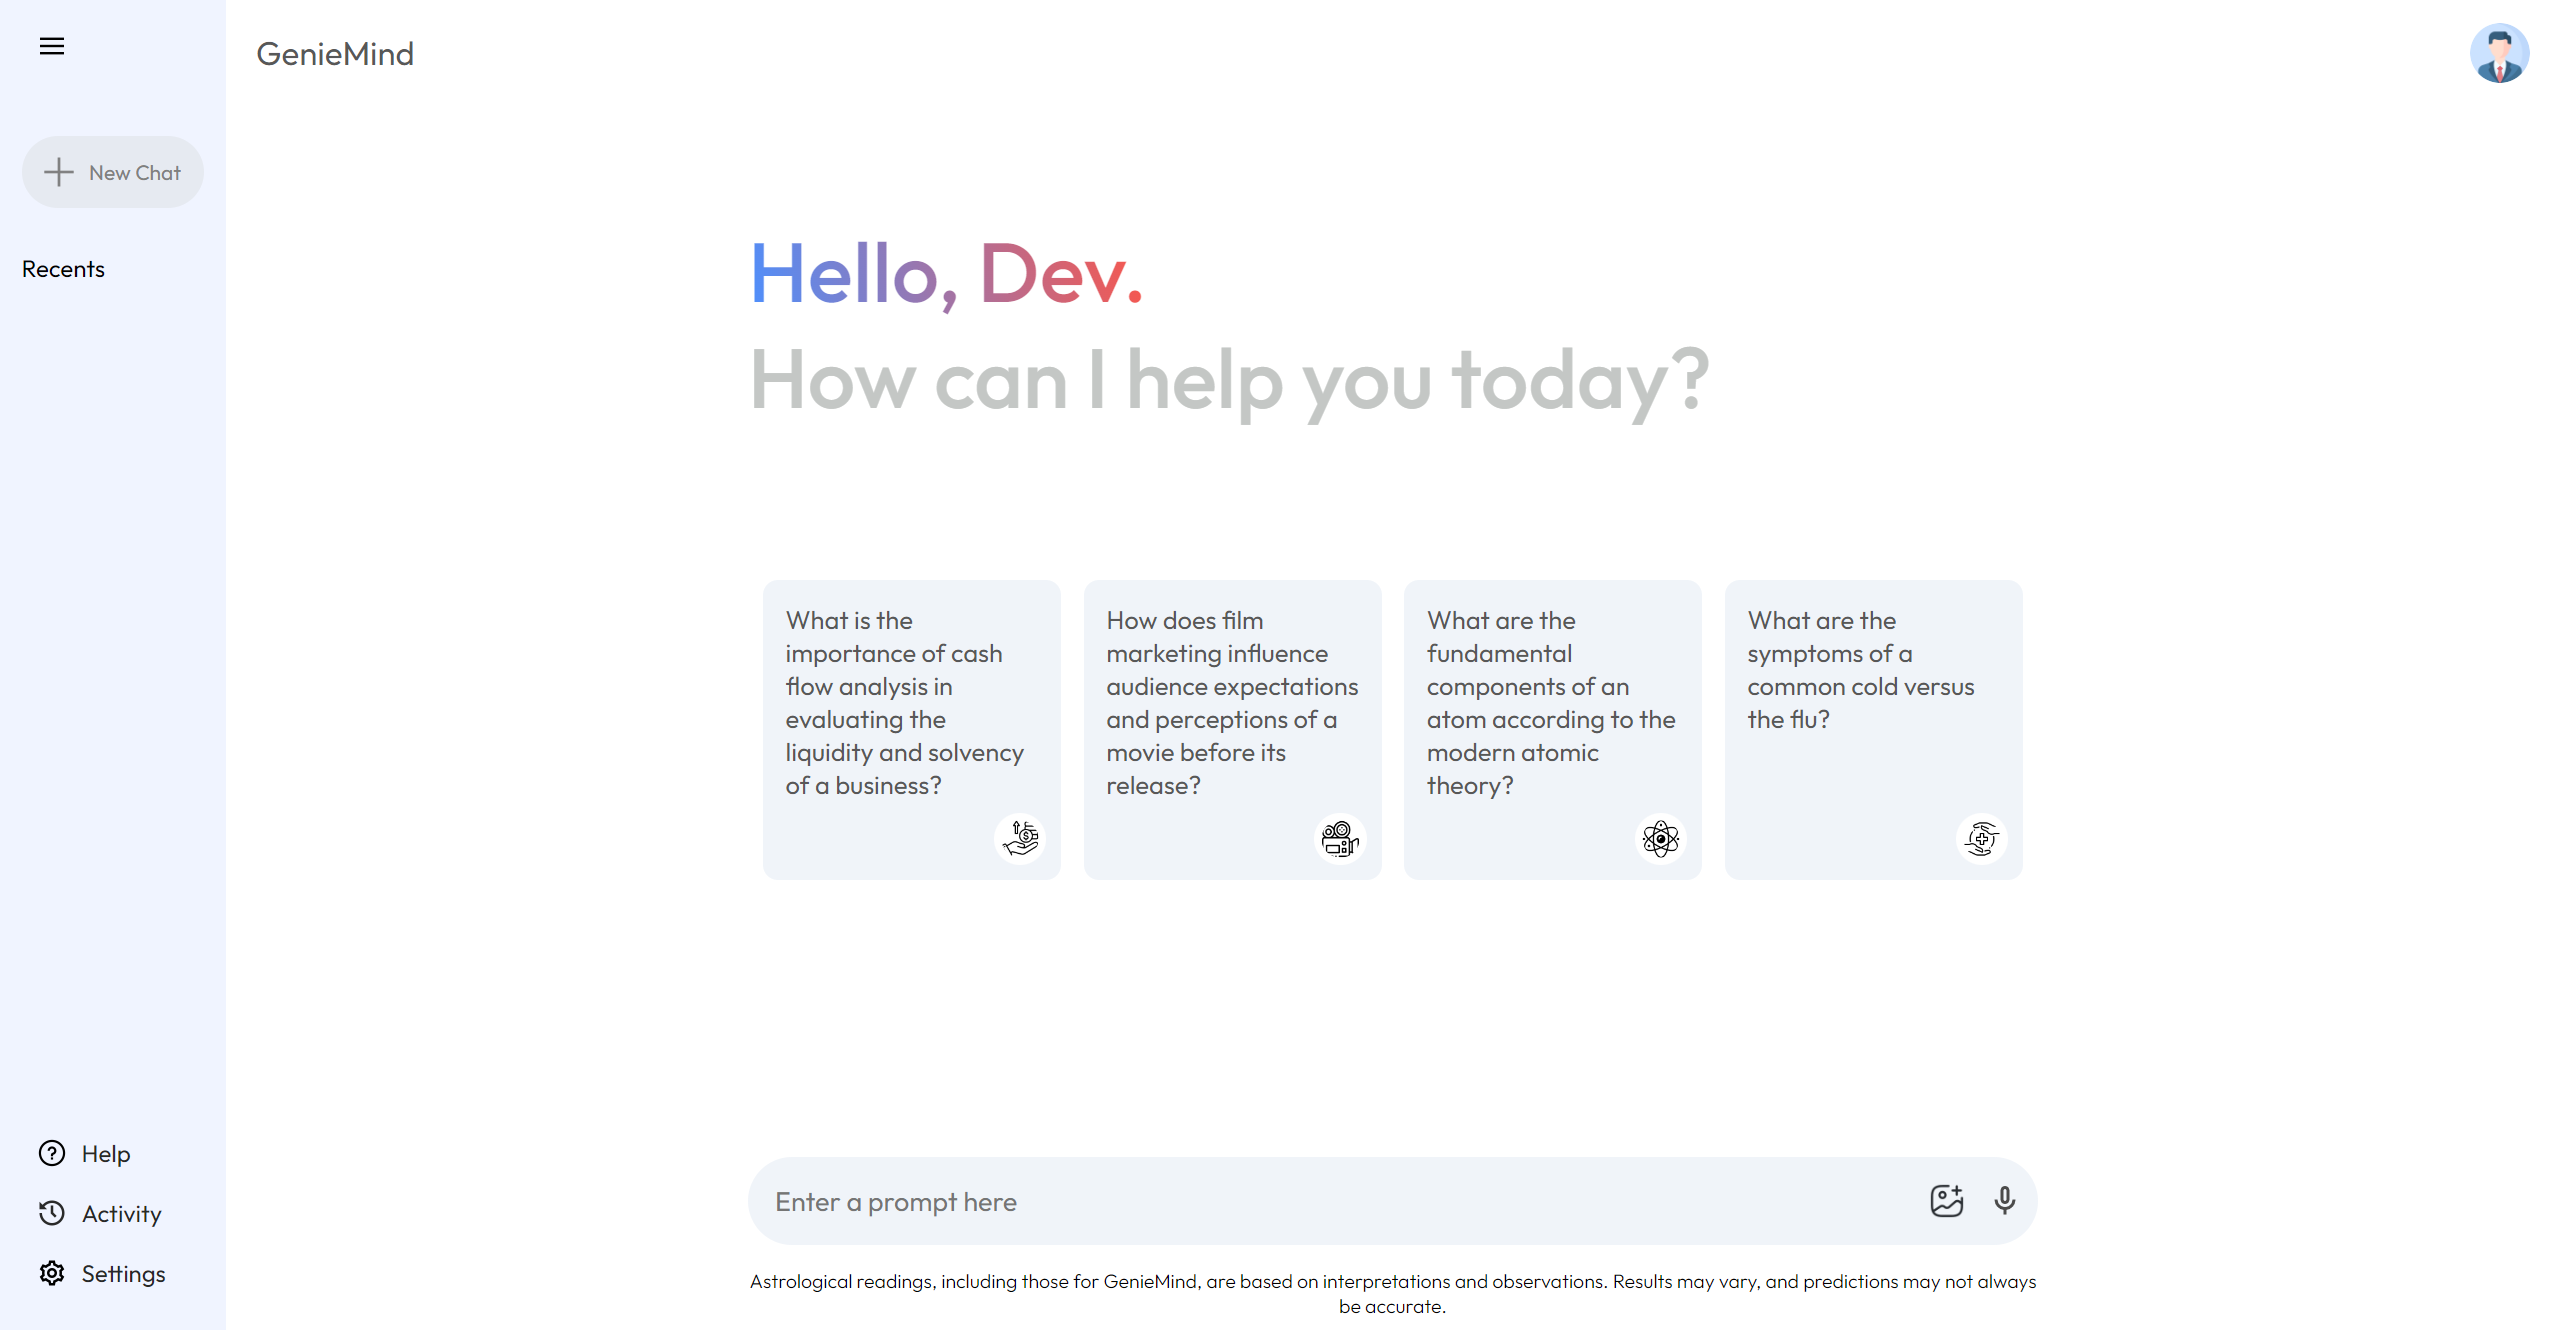 GenieMind
New Chat
Recents
Hello, Dev.
How can I help you today?
What is the
importance of cash
flow analysis in
evaluating the
liquidity and solvency
of a business?
How does film
marketing influence
audience expectations
and perceptions of a
movie before its
release?
What are the
fundamental
components of an
atom according to the
modern atomic
theory?
What are the
symptoms of a
common cold versus
the flu?
Help
Activity
Settings
Enter a prompt here
Astrological readings, including those for GenieMind, are based on interpretations and observations. Results may vary, and predictions may not always
be accurate.